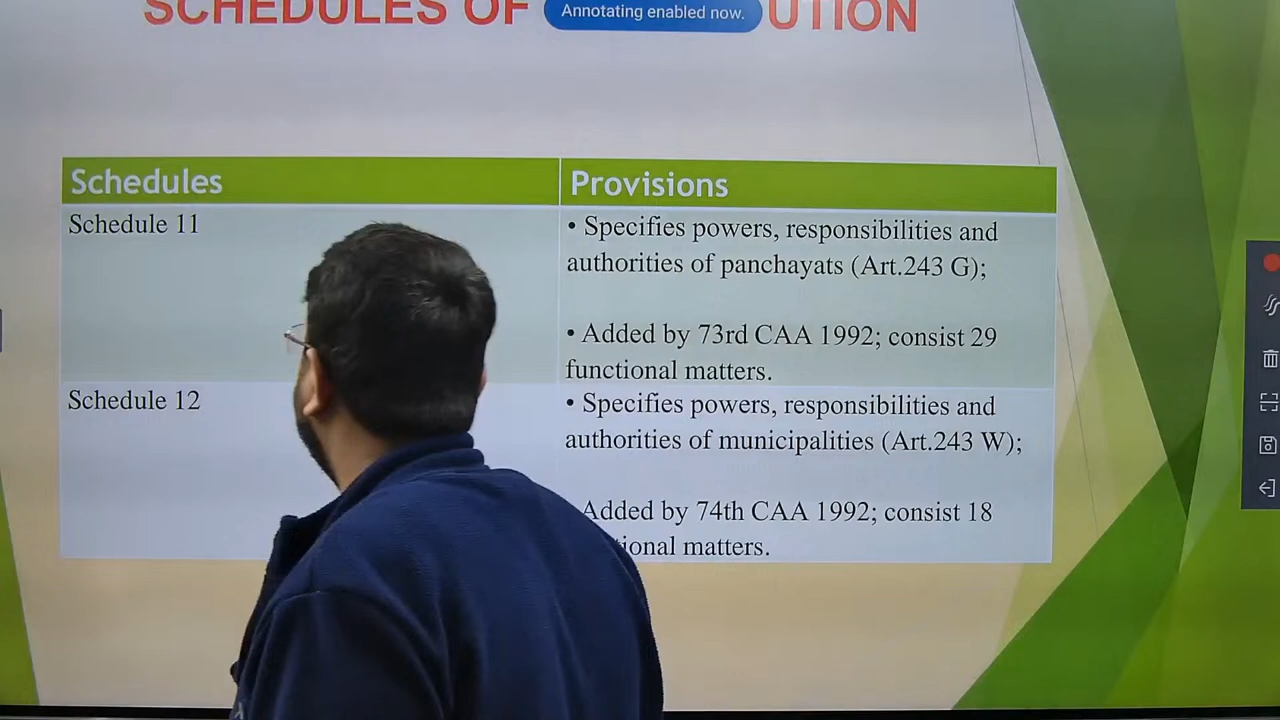 SCHEDULES OF UTION
Annotating enabled now.
Schedules
Provisions
Schedule 11
• Specifies powers, responsibilities and
authorities of panchayats (Art.243 G);
• Added by 73rd CAA 1992; consist 29
functional matters.
Schedule 12
• Specifies powers, responsibilities and
authorities of municipalities (Art.243 W);
Added by 74th CAA 1992; consist 18
tional matters.